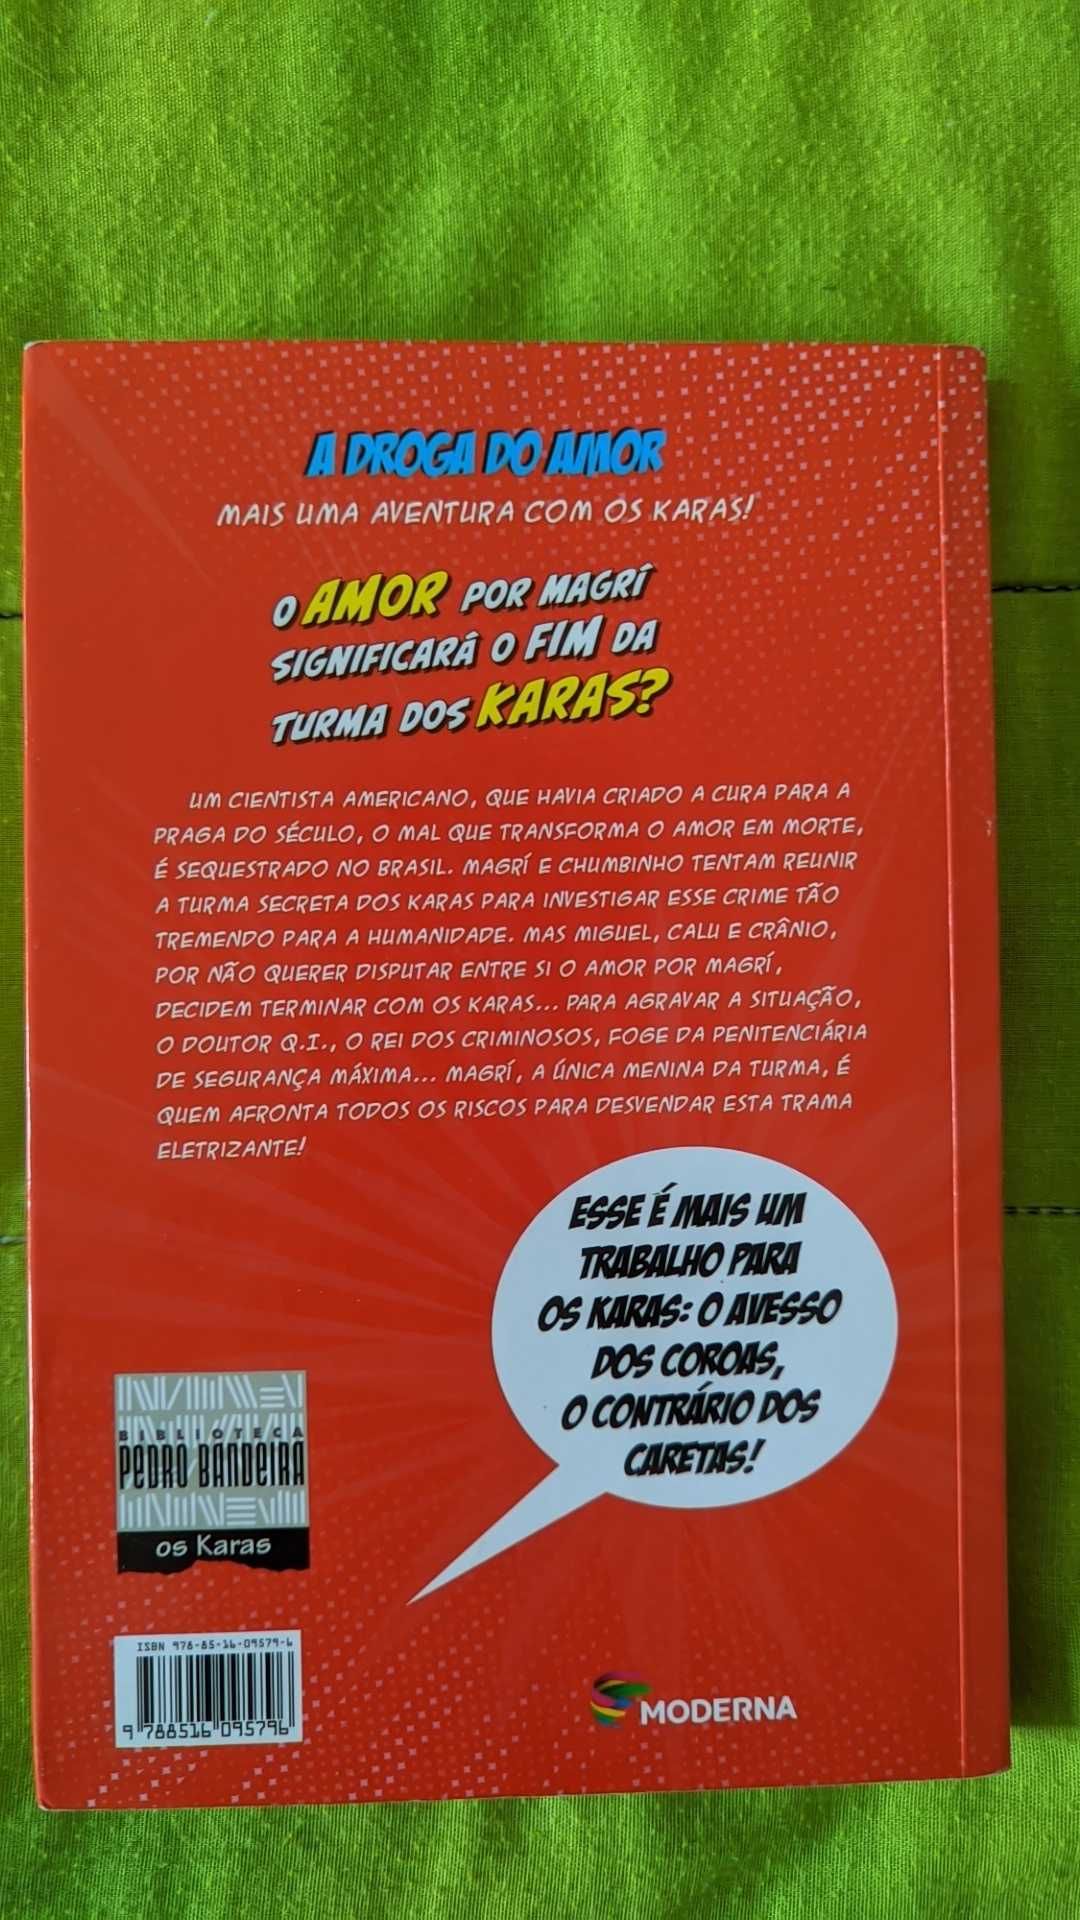 A DROGA DO AMOR
MAIS UMA AVENTURA COM OS KARAS!
O AMOR POR MAGRÍ
SIGNIFICARÁ O FIM DA
TURMA DOS KARAS?
UM CIENTISTA AMERICANO, QUE HAVIA CRIADO A CURA PARA A
PRAGA DO SÉCULO, O MAL QUE TRANSFORMA O AMOR EM MORTE,
É SEQUESTRADO NO BRASIL. MAGRÍ E CHUMBINHO TENTAM REUNIR
A TURMA SECRETA DOS KARAS PARA INVESTIGAR ESSE CRIME TÃO
TREMENDO PARA A HUMANIDADE. MAS MIGUEL, CALU E CRÂNIO,
POR NÃO QUERER DISPUTAR ENTRE SI O AMOR POR MAGRÍ,
DECIDEM TERMINAR COM OS KARAS... PARA AGRAVAR A SITUAÇÃO,
O DOUTOR Q.I., O REI DOS CRIMINOSOS, FOGE DA PENITENCIÁRIA
DE SEGURANÇA MÁXIMA... MAGRÍ, A ÚNICA MENINA DA TURMA, É
QUEM AFRONTA TODOS OS RISCOS PARA DESVENDAR ESTA TRAMA
ELETRIZANTE!
ESSE É MAIS UM
TRABALHO PARA
OS KARAS: O AVESSO
DOS COROAS,
O CONTRÁRIO DOS
CARETAS!
BIBLIOTECA
PEDRO BANDEIRA
os Karas
ISBN 978-85-16-09579-6
9 788516 095796
MODERNA